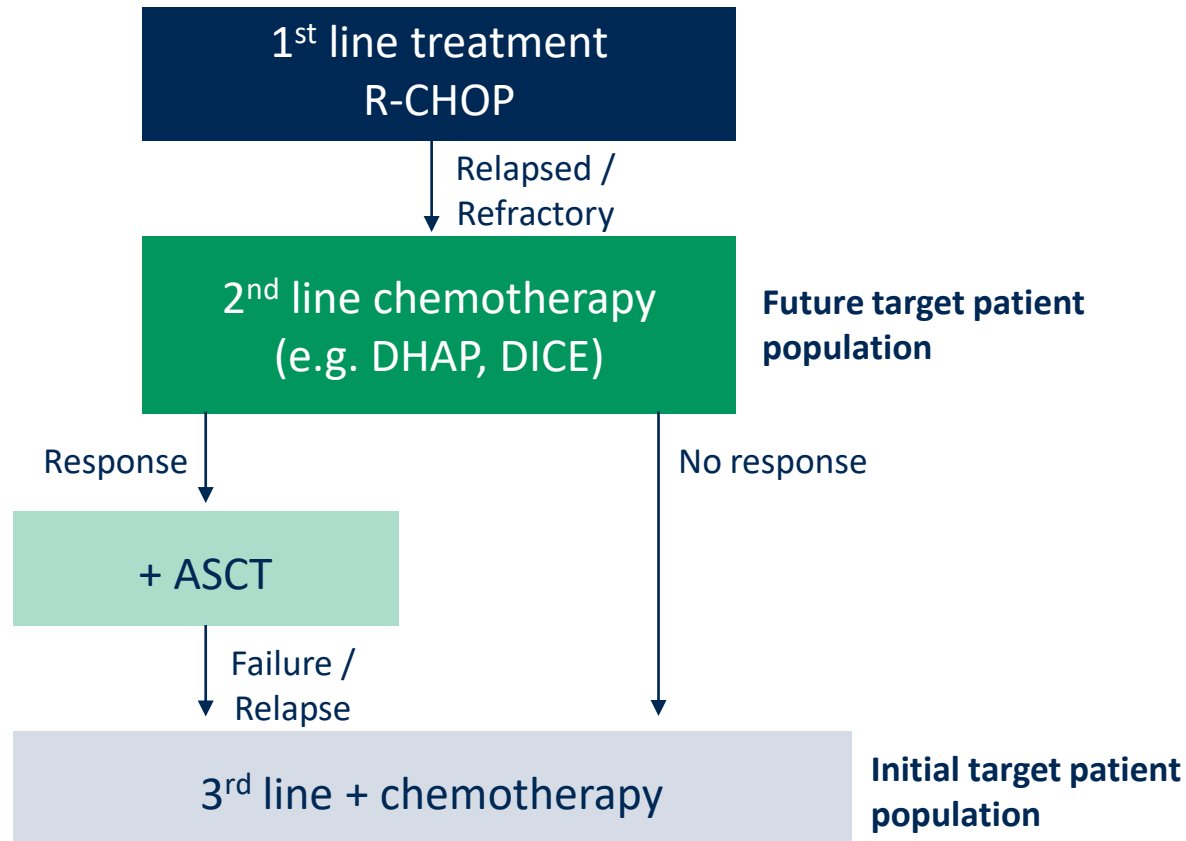 1st line treatment
R-CHOP
Relapsed /
Refractory
2nd line chemotherapy
(e.g. DHAP, DICE)
Future target patient
population
Response
No response
+ ASCT
Failure /
Relapse
3rd line + chemotherapy
Initial target patient
population